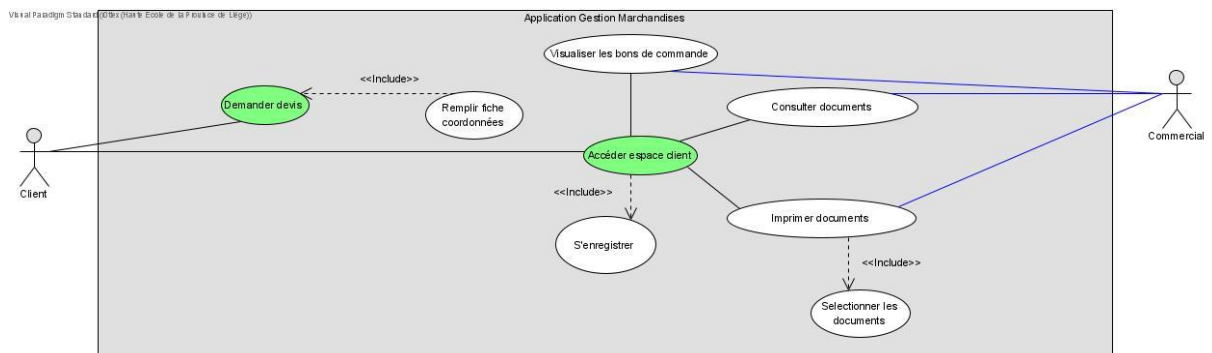 Visual Paradigm Standard(Ottex(Haute Ecole de la Province de Liège))
Application Gestion Marchandises
Visualiser les bons de commande
<<Include>>
Demander devis
Remplir fiche
coordonnées
Consulter documents
Commercial
Accéder espace client
Client
<<Include>>
Imprimer documents
S'enregistrer
<<Include>>
Selectionner les
documents